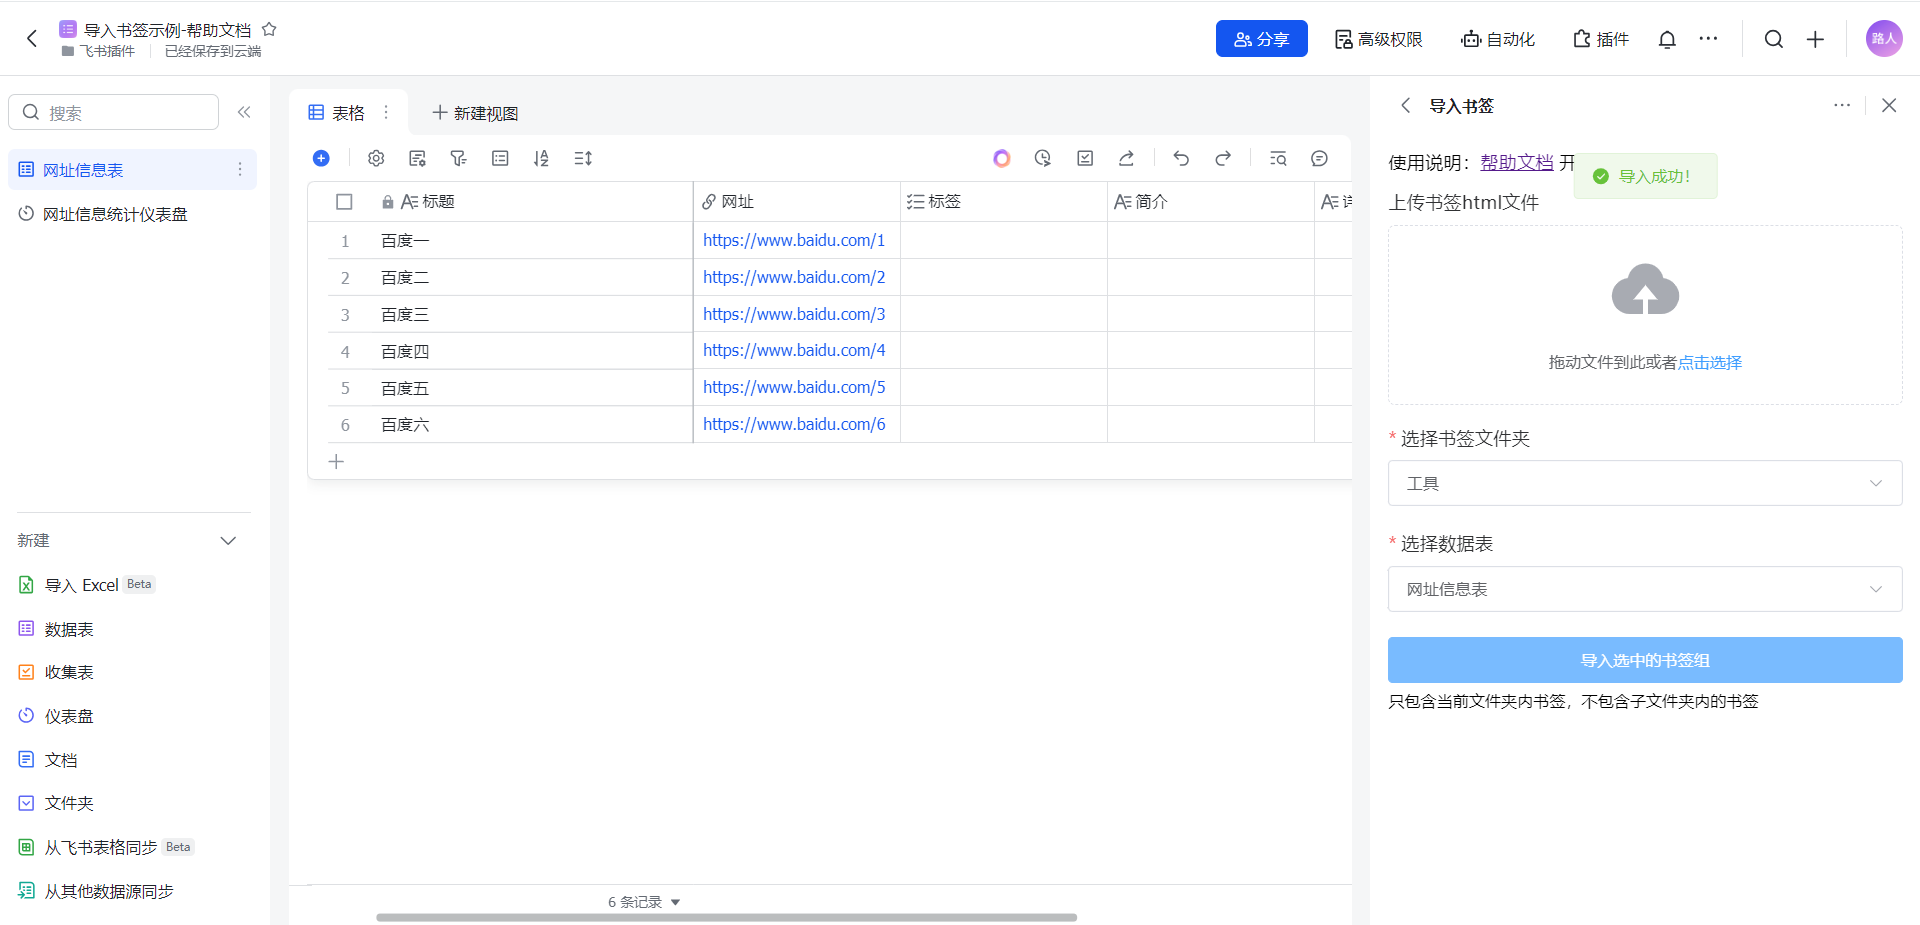 导入书签示例-帮助文档
飞书插件 已经保存到云端
分享 高级权限 自动化 插件 路人
搜索
网址信息表
网址信息统计仪表盘
新建
导入 Excel Beta
数据表
收集表
仪表盘
文档
文件夹
从飞书表格同步 Beta
从其他数据源同步
表格 新建视图
标题 网址 标签 简介
1 百度一 https://www.baidu.com/1
2 百度二 https://www.baidu.com/2
3 百度三 https://www.baidu.com/3
4 百度四 https://www.baidu.com/4
5 百度五 https://www.baidu.com/5
6 百度六 https://www.baidu.com/6
6 条记录
导入书签
使用说明：帮助文档 开
导入成功！
上传书签html文件
拖动文件到此或者点击选择
* 选择书签文件夹
工具
* 选择数据表
网址信息表
导入选中的书签组
只包含当前文件夹内书签，不包含子文件夹内的书签